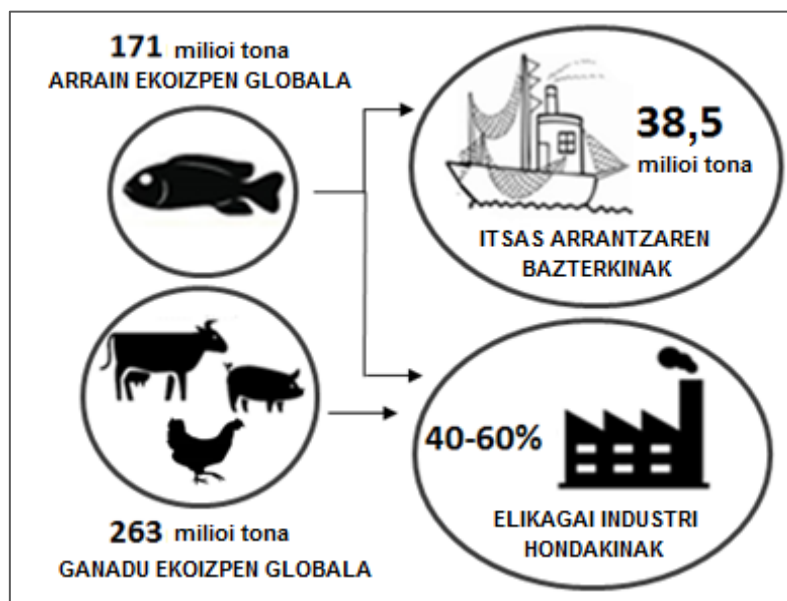 171 milioi tona
ARRAIN EKOIZPEN GLOBALA
38,5
milioi tona
ITSAS ARRANTZAREN
BAZTERKINAK
40-60%
ELIKAGAI INDUSTRI
HONDAKINAK
263 milioi tona
GANADU EKOIZPEN GLOBALA